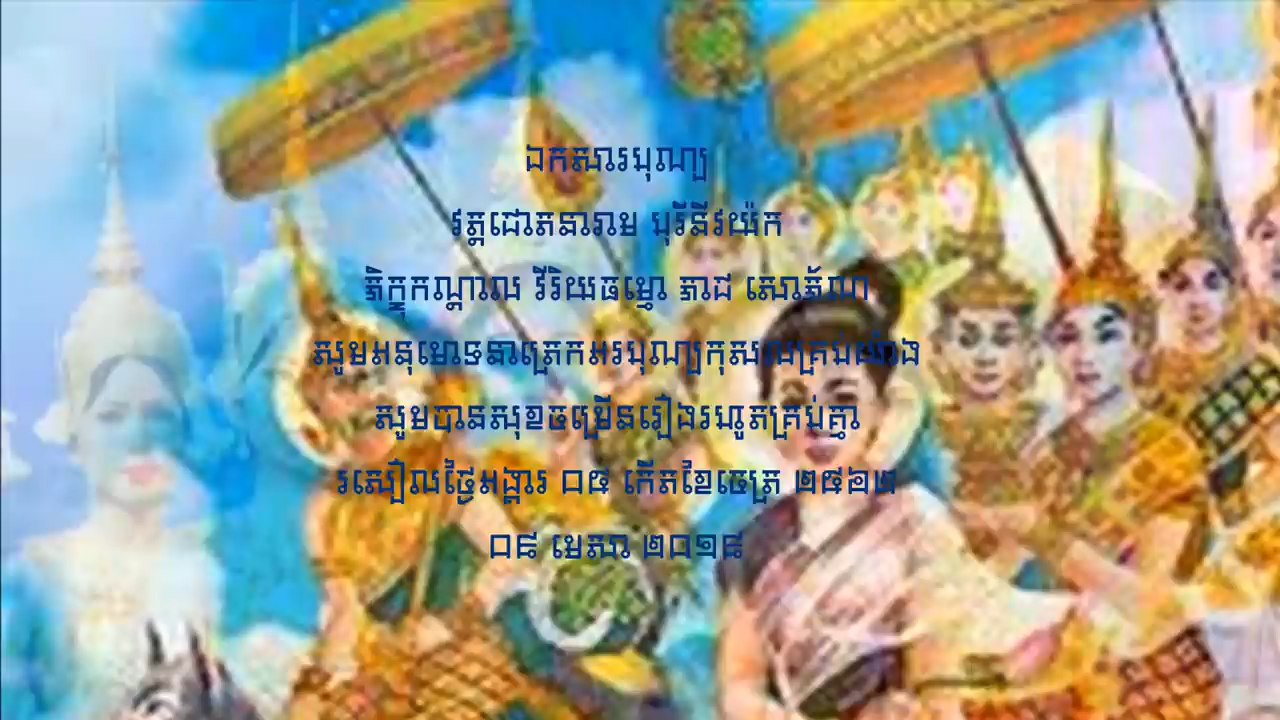 ឯកសារបុណ្យ
វត្តជោតនារាម បុរីនីវយ៉ក
ភិក្ខុកណ្ដាល វីរិយធម្មោ ភាជ សោភ័ណ
សូមអនុមោទនាត្រេកអរបុណ្យកុសលគ្រប់យ៉ាង
សូមបានសុខចម្រើនរឿងរហូតគ្រប់គ្នា
រសៀលថ្ងៃអង្គារ ០៥ កើតខែចេត្រ ២៥៦២
០៩ មេសា ២០១៩